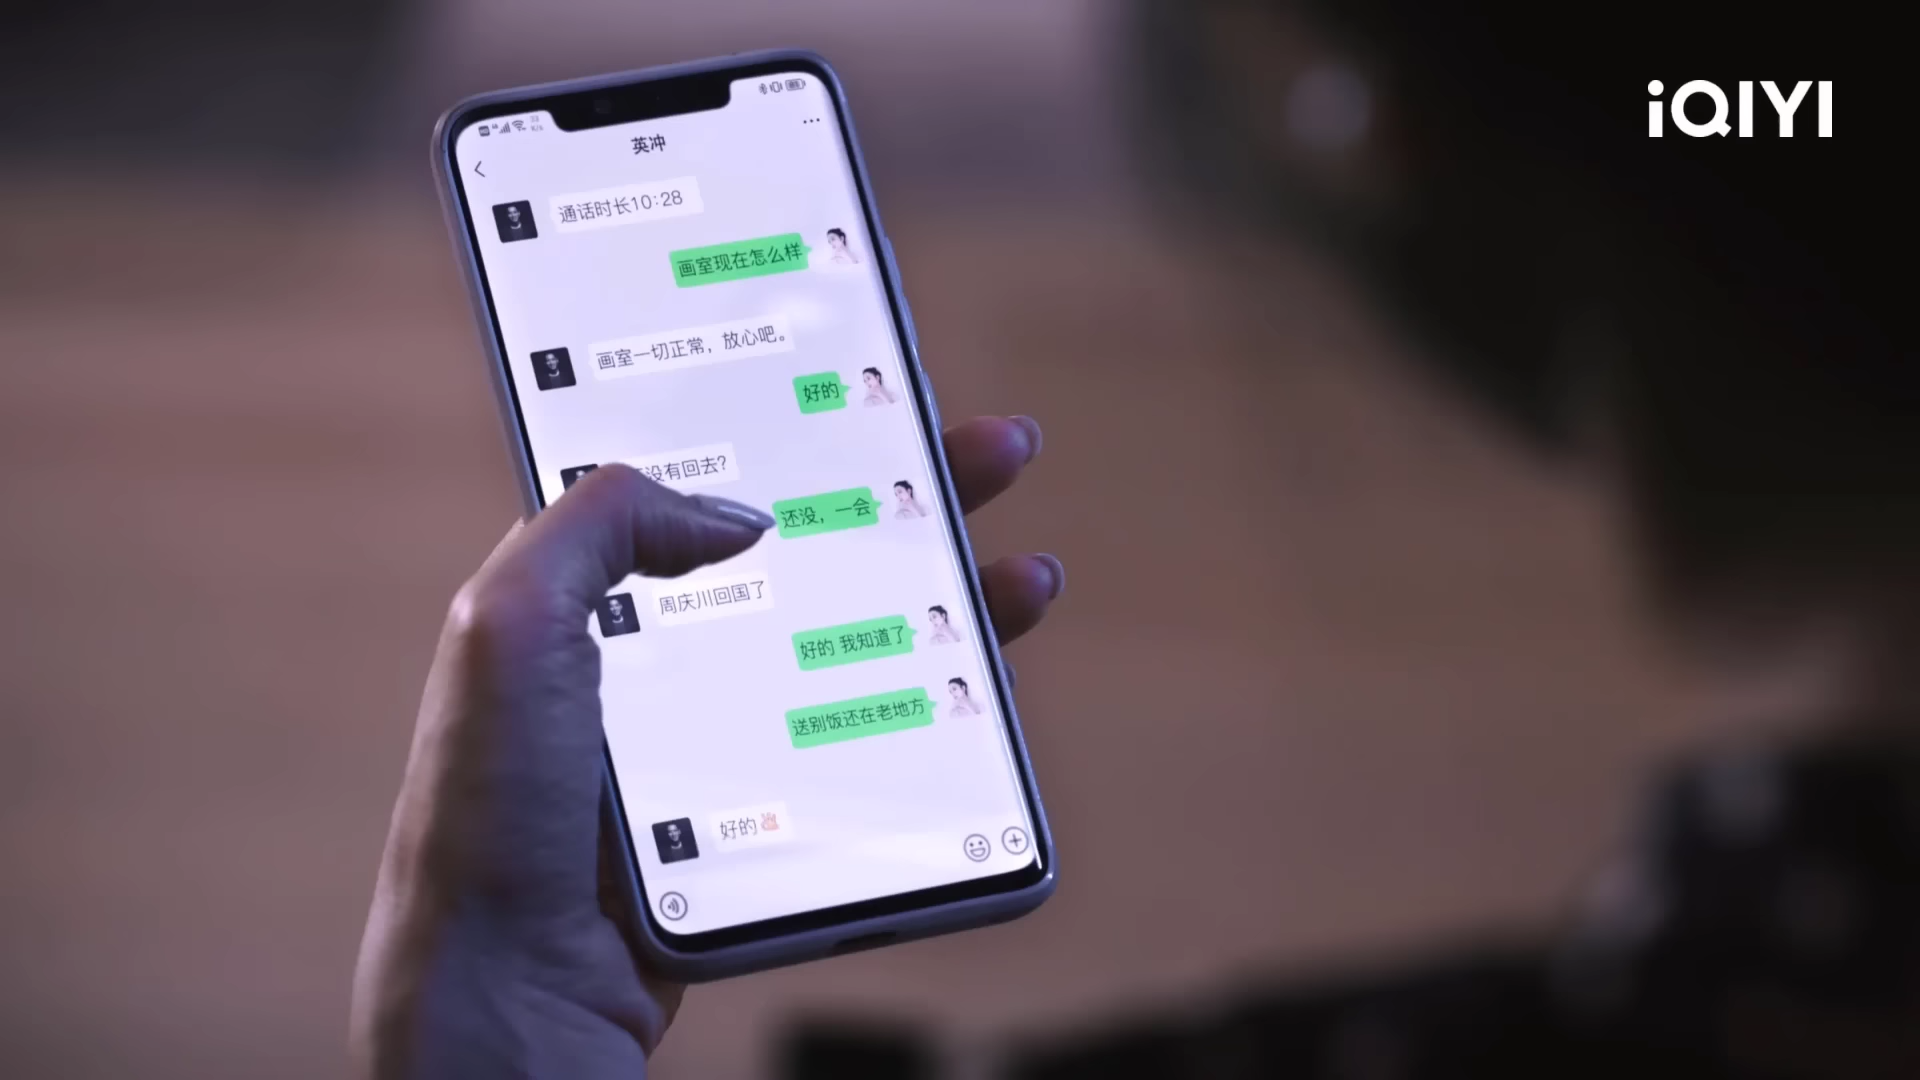 iQIYI
英冲
通话时长10:28
画室现在怎么样
画室一切正常，放心吧。
好的
没有回去?
还没，一会
周庆川回国了
好的 我知道了
送别饭还在老地方
好的